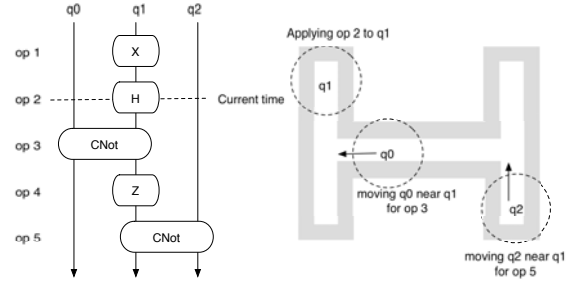 q0 q1 q2
op 1 X
op 2 H Current time
op 3 CNot
op 4 Z
op 5 CNot
Applying op 2 to q1
q1
q0
moving q0 near q1
for op 3
q2
moving q2 near q1
for op 5